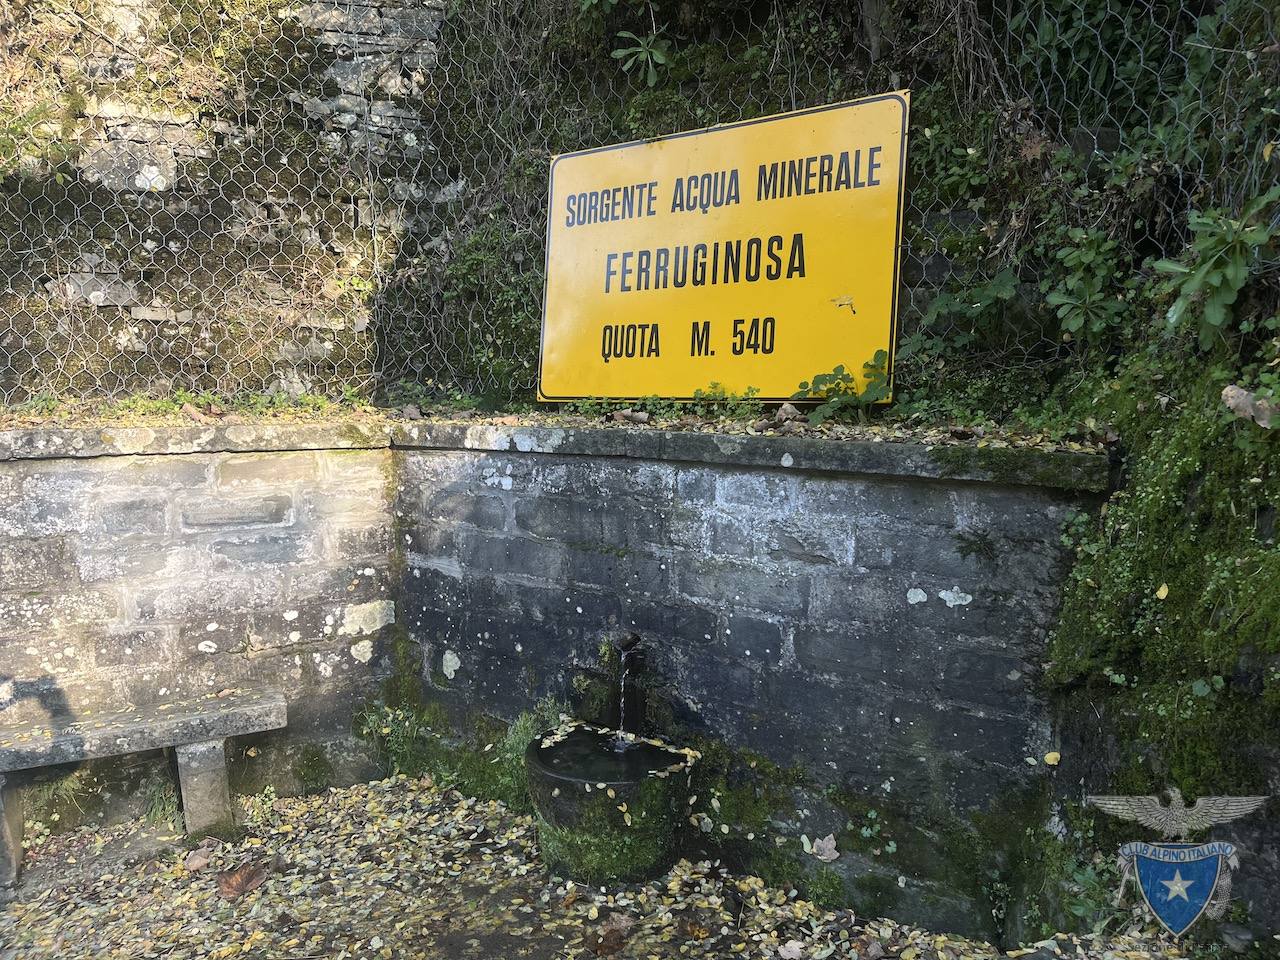 SORGENTE ACQUA MINERALE
FERRUGINOSA
QUOTA M. 540
CLUB ALPINO ITALIANO